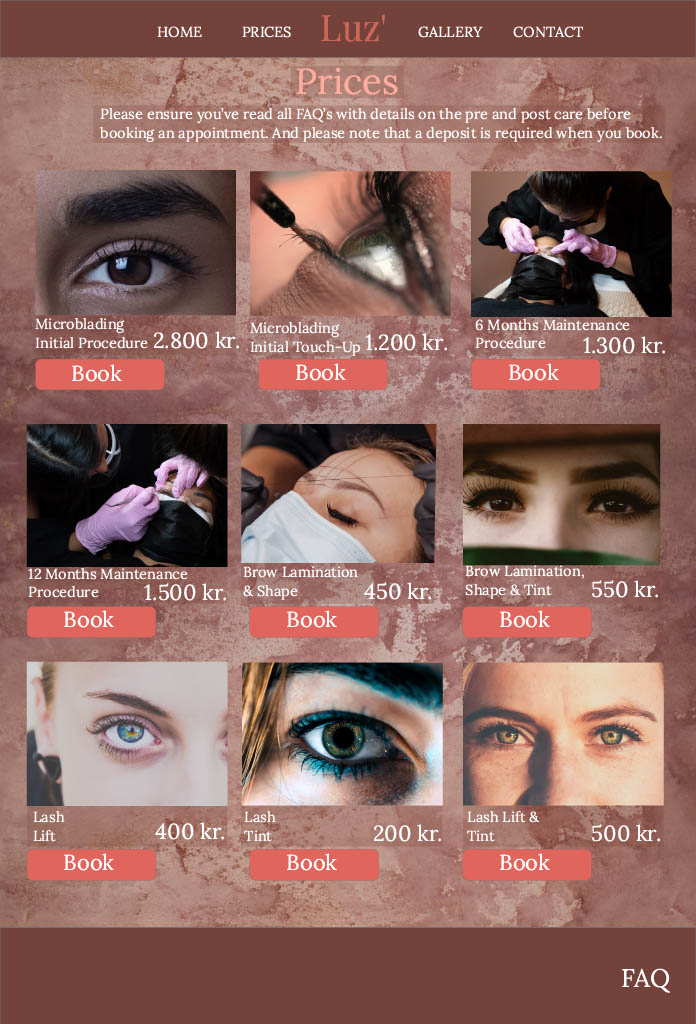 HOME PRICES Luz' GALLERY CONTACT
Prices
Please ensure you've read all FAQ's with details on the pre and post care before
booking an appointment. And please note that a deposit is required when you book.
Microblading
Initial Procedure 2.800 kr.
Book
Microblading
Initial Touch-Up 1.200 kr.
Book
6 Months Maintenance
Procedure 1.300 kr.
Book
12 Months Maintenance
Procedure 1.500 kr.
Book
Brow Lamination
& Shape 450 kr.
Book
Brow Lamination,
Shape & Tint 550 kr.
Book
Lash
Lift 400 kr.
Book
Lash
Tint 200 kr.
Book
Lash Lift &
Tint 500 kr.
Book
FAQ